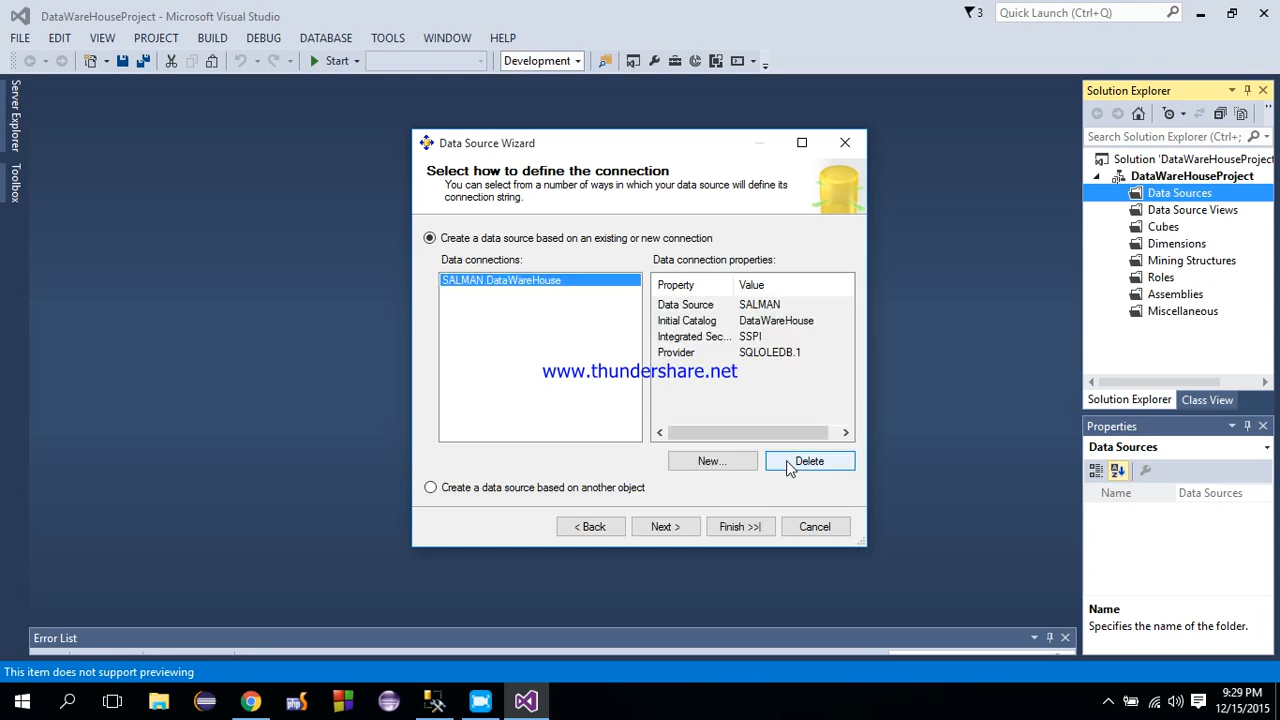 DataWareHouseProject - Microsoft Visual Studio
3
Quick Launch (Ctrl+Q)
FILE EDIT VIEW PROJECT BUILD DEBUG DATABASE TOOLS WINDOW HELP
Start
Development
Server Explorer
Toolbox
Data Source Wizard
Select how to define the connection
You can select from a number of ways in which your data source will define its
connection string.
Create a data source based on an existing or new connection
Data connections:
SALMAN.DataWareHouse
Data connection properties:
Property Value
Data Source SALMAN
Initial Catalog DataWareHouse
Integrated Sec... SSPI
Provider SQLOLEDB.1
www.thundershare.net
New...
Delete
Create a data source based on another object
< Back
Next >
Finish >>|
Cancel
Solution Explorer
Search Solution Explorer (Ctrl+;
Solution 'DataWareHouseProject
DataWareHouseProject
Data Sources
Data Source Views
Cubes
Dimensions
Mining Structures
Roles
Assemblies
Miscellaneous
Solution Explorer Class View
Properties
Data Sources
Name Data Sources
Name
Specifies the name of the folder.
Error List
This item does not support previewing
9:29 PM
12/15/2015